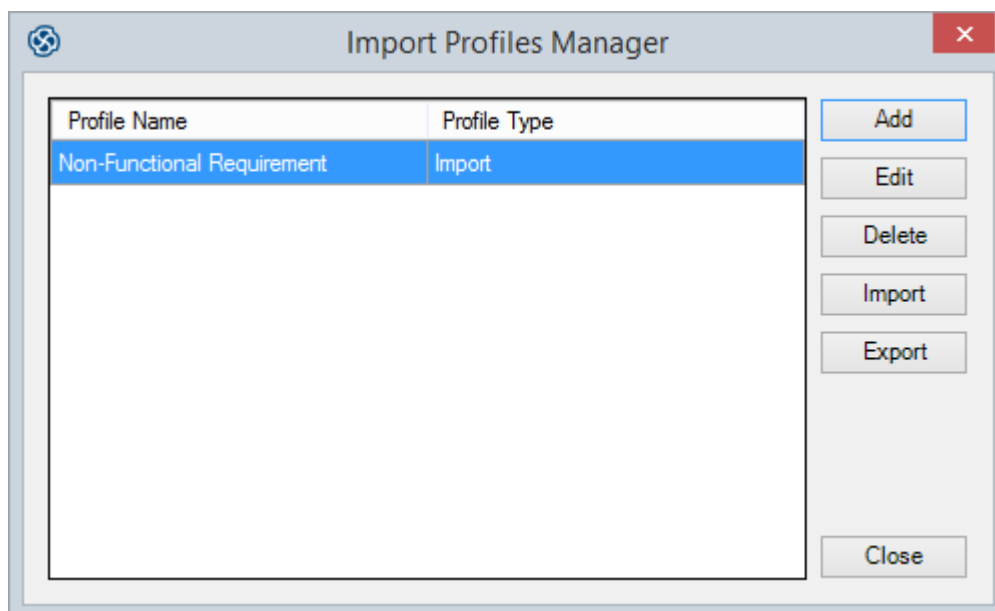 Import Profiles Manager
Profile Name Profile Type Add
Non-Functional Requirement Import
Edit
Delete
Import
Export
Close